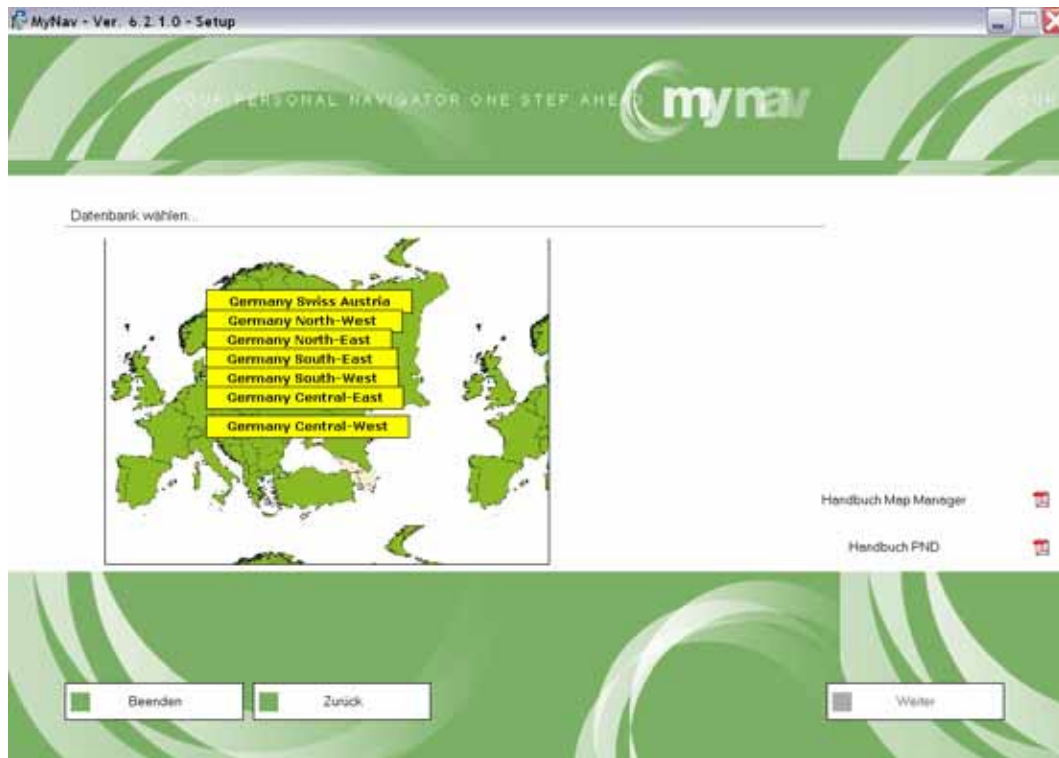 MyNav - Ver. 6.2.1.0 - Setup
YOUR PERSONAL NAVIGATOR ONE STEP AHEAD
mynav
Datenbank wählen...
Germany Swiss Austria
Germany North-West
Germany North-East
Germany South-East
Germany South-West
Germany Central-East
Germany Central-West
Handbuch Map Manager
Handbuch PND
Beenden
Zurück
Weiter